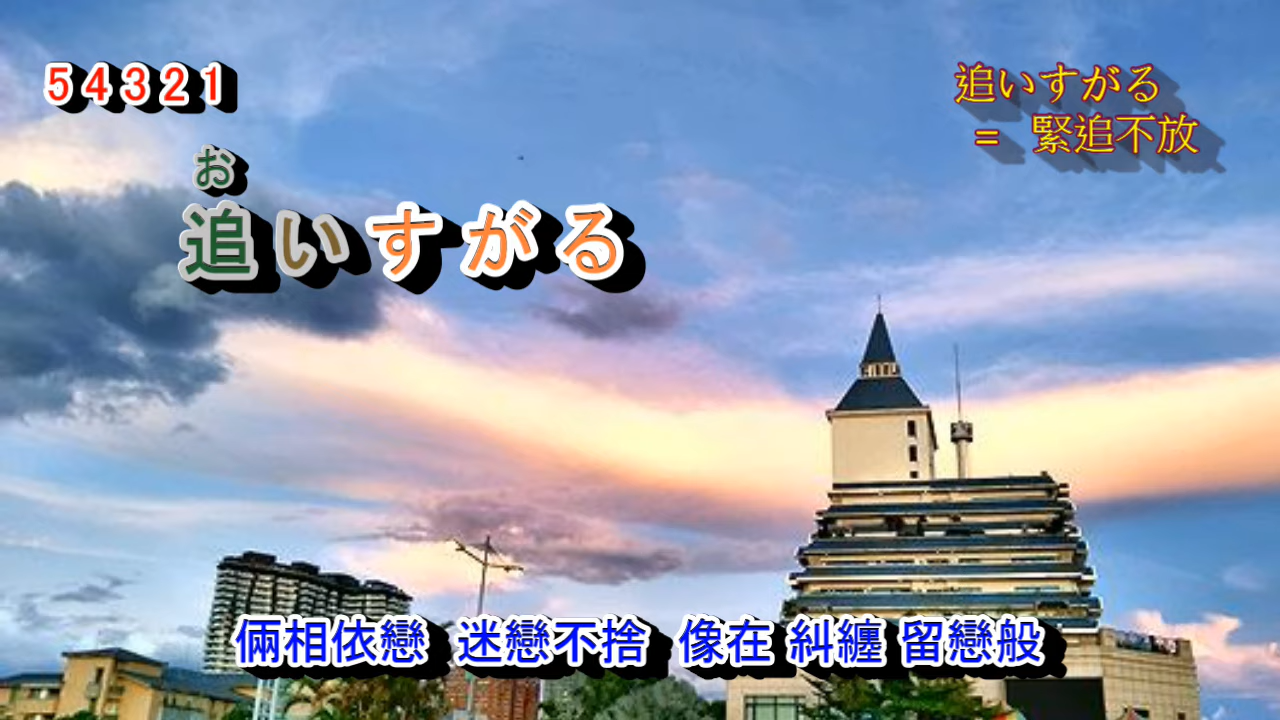 54321
追いすがる
= 緊追不放
お
追いすがる
倆相依戀 迷戀不捨 像在 糾纏 留戀般